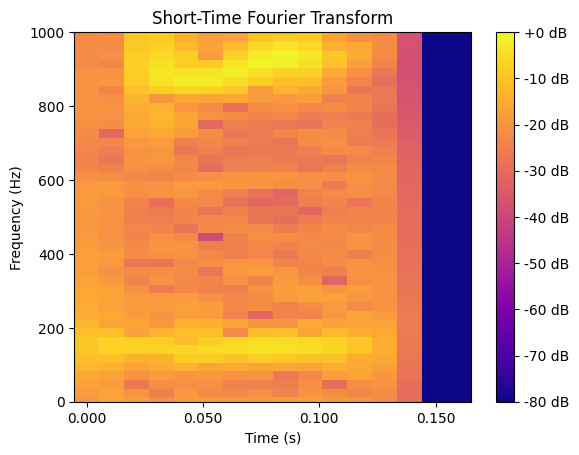 Short-Time Fourier Transform
Frequency (Hz)
1000
800
600
400
200
0
0.000 0.050 0.100 0.150
Time (s)
+0 dB
-10 dB
-20 dB
-30 dB
-40 dB
-50 dB
-60 dB
-70 dB
-80 dB